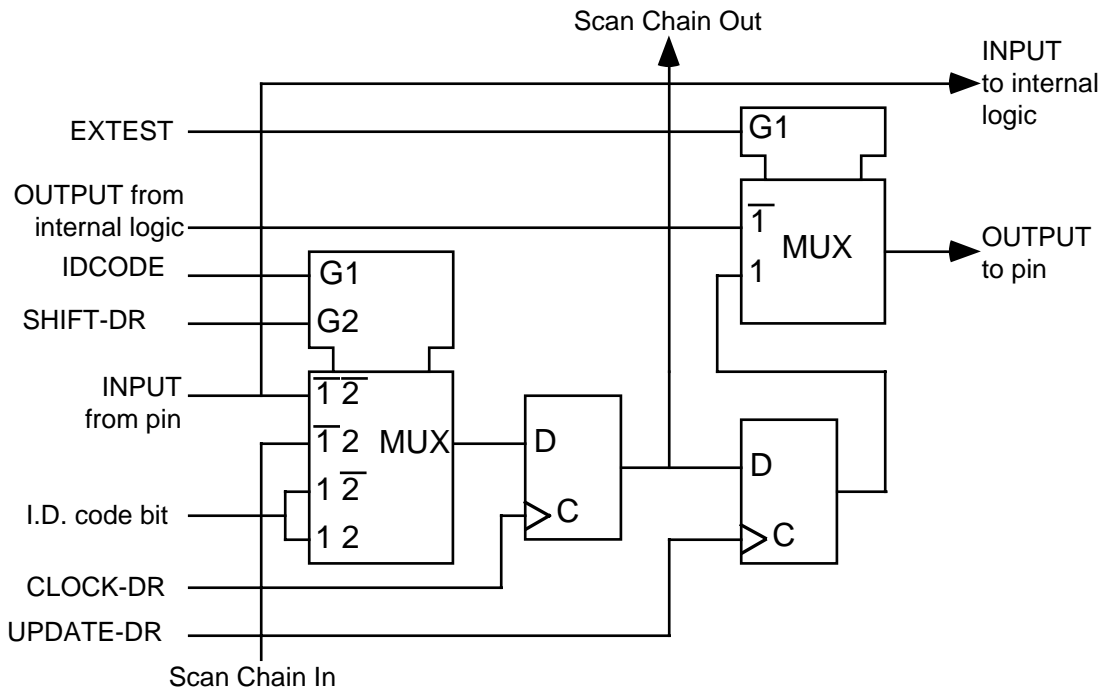 Scan Chain Out
INPUT
to internal
logic
EXTEST
G1
OUTPUT from
internal logic
1̅
MUX
OUTPUT
to pin
1
IDCODE
G1
SHIFT-DR
G2
INPUT
from pin
1̅ 2̅
1̅ 2
MUX
D
D
I.D. code bit
1 2̅
1 2
C
C
CLOCK-DR
UPDATE-DR
Scan Chain In